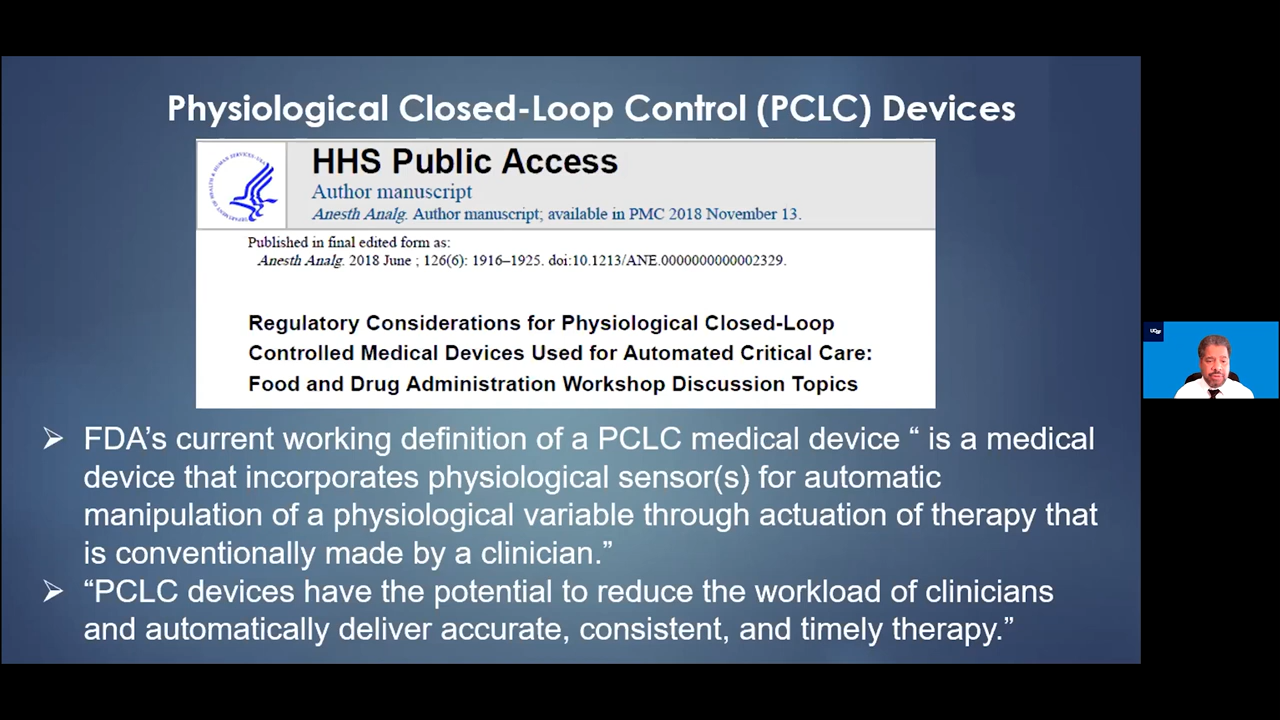 Physiological Closed-Loop Control (PCLC) Devices
HHS Public Access
Author manuscript
Anesth Analg. Author manuscript; available in PMC 2018 November 13.
Published in final edited form as:
Anesth Analg. 2018 June ; 126(6): 1916–1925. doi:10.1213/ANE.0000000000002329.
Regulatory Considerations for Physiological Closed-Loop
Controlled Medical Devices Used for Automated Critical Care:
Food and Drug Administration Workshop Discussion Topics
➢ FDA’s current working definition of a PCLC medical device “ is a medical
device that incorporates physiological sensor(s) for automatic
manipulation of a physiological variable through actuation of therapy that
is conventionally made by a clinician.”
➢ “PCLC devices have the potential to reduce the workload of clinicians
and automatically deliver accurate, consistent, and timely therapy.”